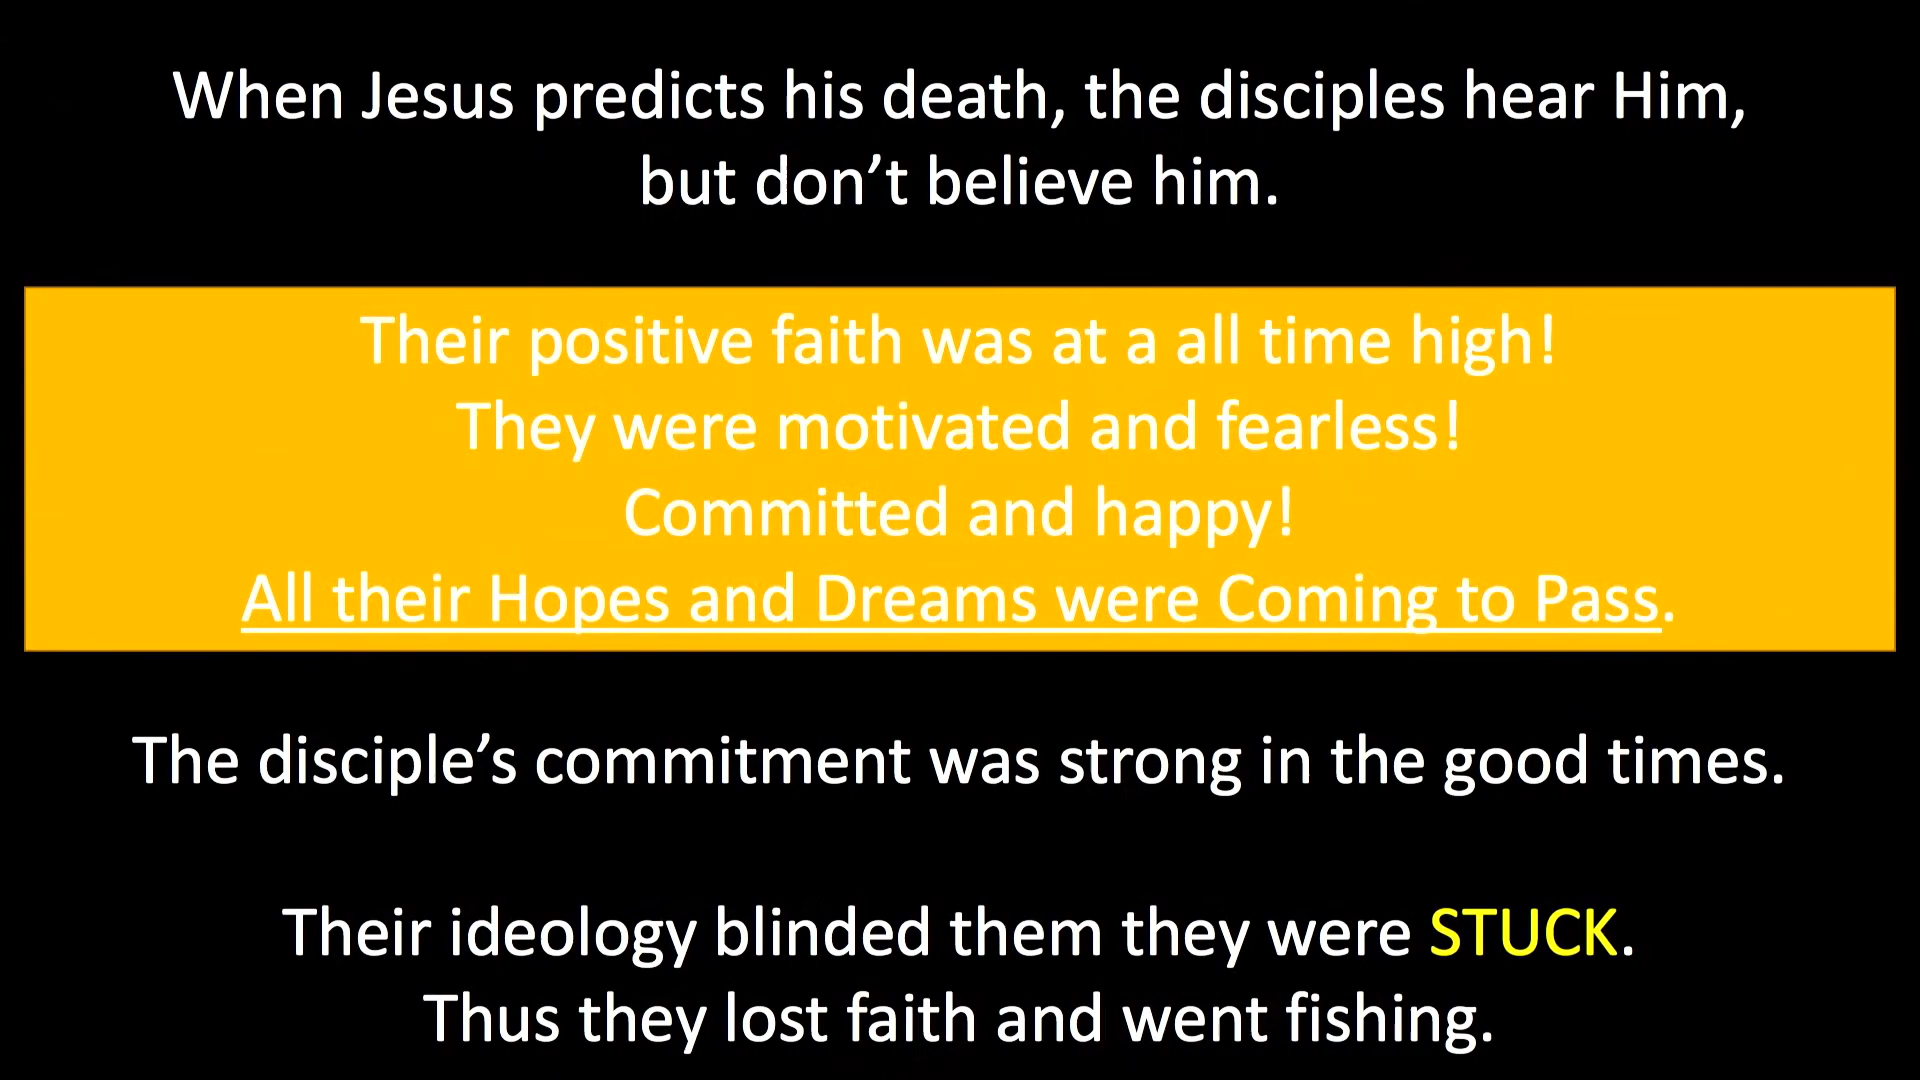 When Jesus predicts his death, the disciples hear Him,
but don’t believe him.
Their positive faith was at a all time high!
They were motivated and fearless!
Committed and happy!
All their Hopes and Dreams were Coming to Pass.
The disciple’s commitment was strong in the good times.
Their ideology blinded them they were STUCK.
Thus they lost faith and went fishing.